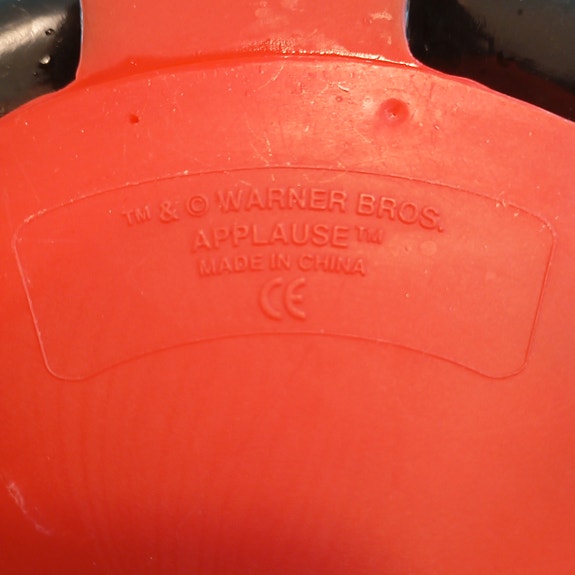 ™ & © WARNER BROS.
APPLAUSE™
MADE IN CHINA
CE